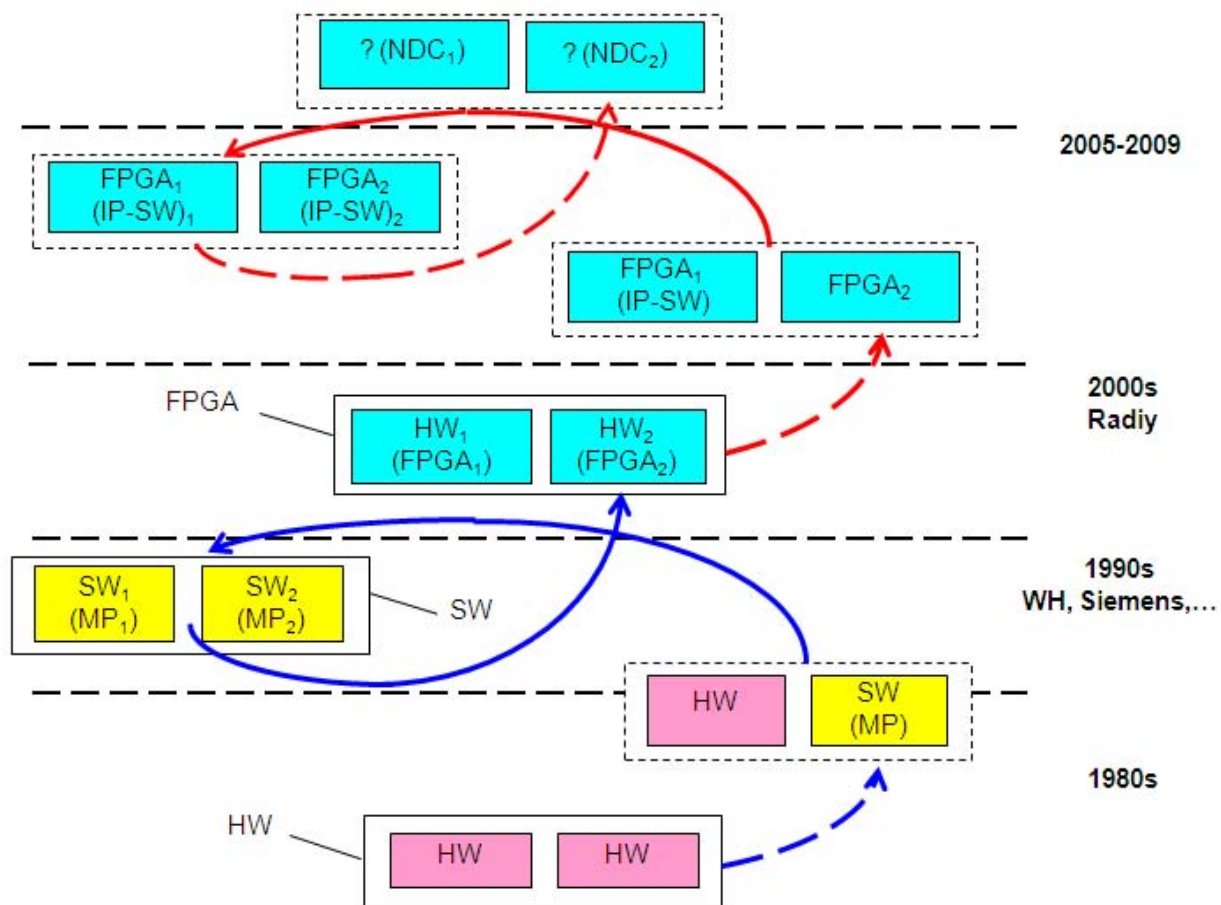 ? (NDC₁)
? (NDC₂)
2005-2009
FPGA₁
(IP-SW)₁
FPGA₂
(IP-SW)₂
FPGA₁
(IP-SW)
FPGA₂
2000s
Radiy
FPGA
HW₁
(FPGA₁)
HW₂
(FPGA₂)
1990s
WH, Siemens,…
SW₁
(MP₁)
SW₂
(MP₂)
SW
HW
SW
(MP)
1980s
HW
HW
HW